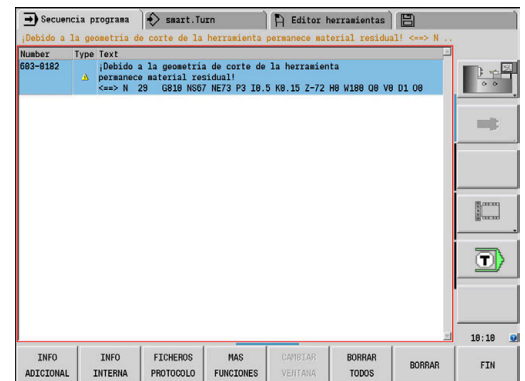 Secuencia programa
smart.Turn
Editor herramientas
¡Debido a la geometría de corte de la herramienta permanece material residual! <==> N ..
Number Type Text
603-0182 ¡Debido a la geometría de corte de la herramienta
permanece material residual!
<==> N 29 G810 NS67 NE73 P3 I0.5 K0.15 Z-72 H0 W180 Q0 V0 D1 O0
T
10:10
INFO ADICIONAL
INFO INTERNA
FICHEROS PROTOCOLO
MAS FUNCIONES
CAMBIAR VENTANA
BORRAR TODOS
BORRAR
FIN